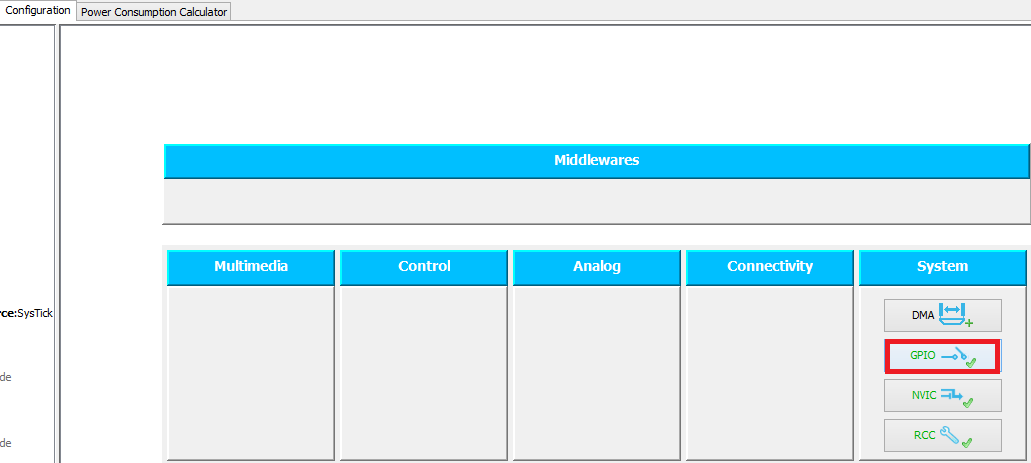 Configuration
Power Consumption Calculator
Middlewares
Multimedia
Control
Analog
Connectivity
System
DMA
rce:SysTick
GPIO
de
NVIC
RCC
de